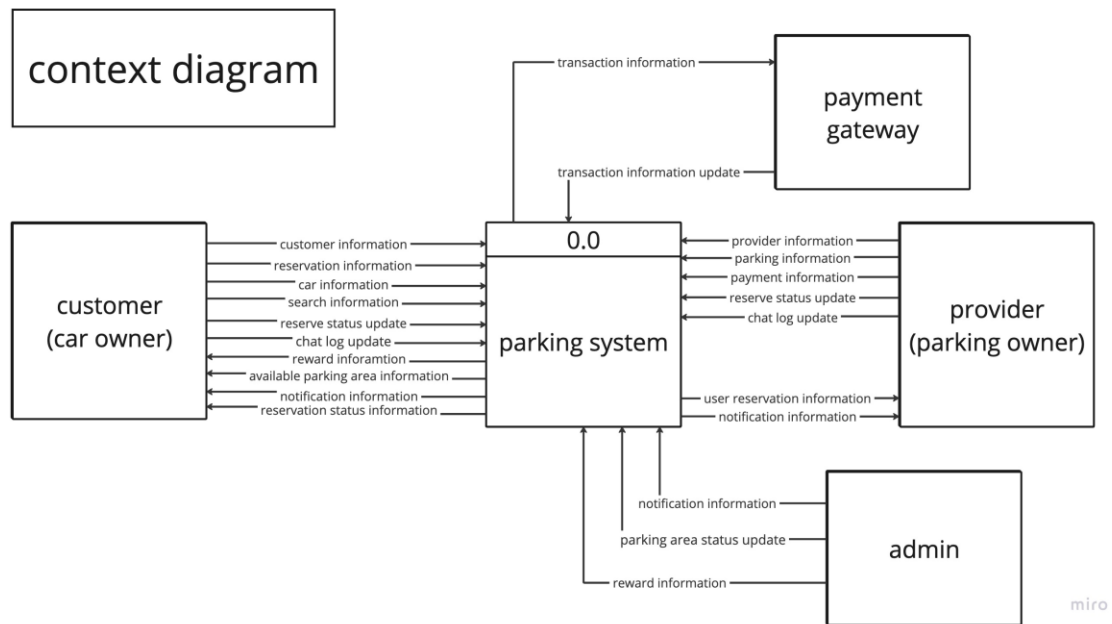 context diagram
transaction information
payment
gateway
transaction information update
customer
(car owner)
customer information
reservation information
car information
search information
reserve status update
chat log update
reward inforamtion
available parking area information
notification information
reservation status information
0.0
parking system
provider information
parking information
payment information
reserve status update
chat log update
user reservation information
notification information
provider
(parking owner)
notification information
parking area status update
reward information
admin
miro